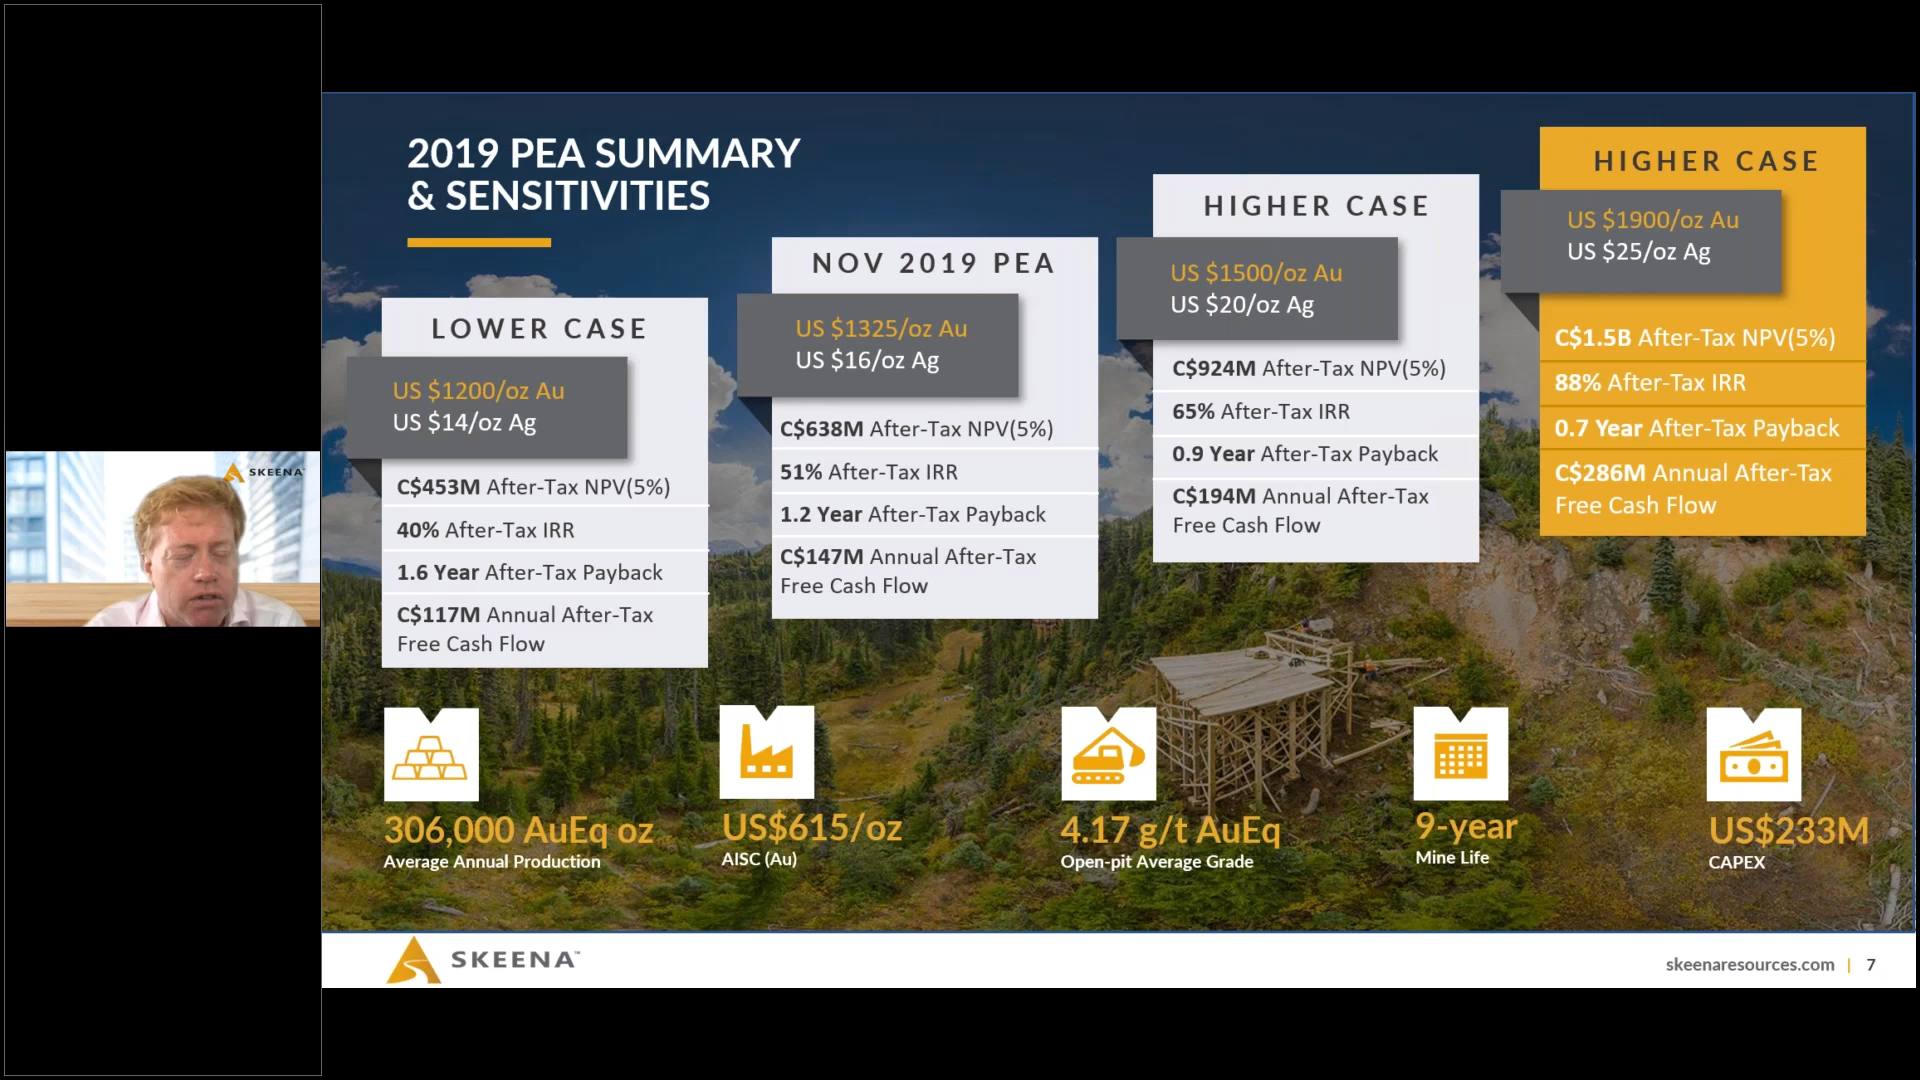 2019 PEA SUMMARY
& SENSITIVITIES
LOWER CASE
US $1200/oz Au
US $14/oz Ag
C$453M After-Tax NPV(5%)
40% After-Tax IRR
1.6 Year After-Tax Payback
C$117M Annual After-Tax
Free Cash Flow
NOV 2019 PEA
US $1325/oz Au
US $16/oz Ag
C$638M After-Tax NPV(5%)
51% After-Tax IRR
1.2 Year After-Tax Payback
C$147M Annual After-Tax
Free Cash Flow
HIGHER CASE
US $1500/oz Au
US $20/oz Ag
C$924M After-Tax NPV(5%)
65% After-Tax IRR
0.9 Year After-Tax Payback
C$194M Annual After-Tax
Free Cash Flow
HIGHER CASE
US $1900/oz Au
US $25/oz Ag
C$1.5B After-Tax NPV(5%)
88% After-Tax IRR
0.7 Year After-Tax Payback
C$286M Annual After-Tax
Free Cash Flow
SKEENA
306,000 AuEq oz
Average Annual Production
US$615/oz
AISC (Au)
4.17 g/t AuEq
Open-pit Average Grade
9-year
Mine Life
US$233M
CAPEX
SKEENA™
skeenaresources.com | 7